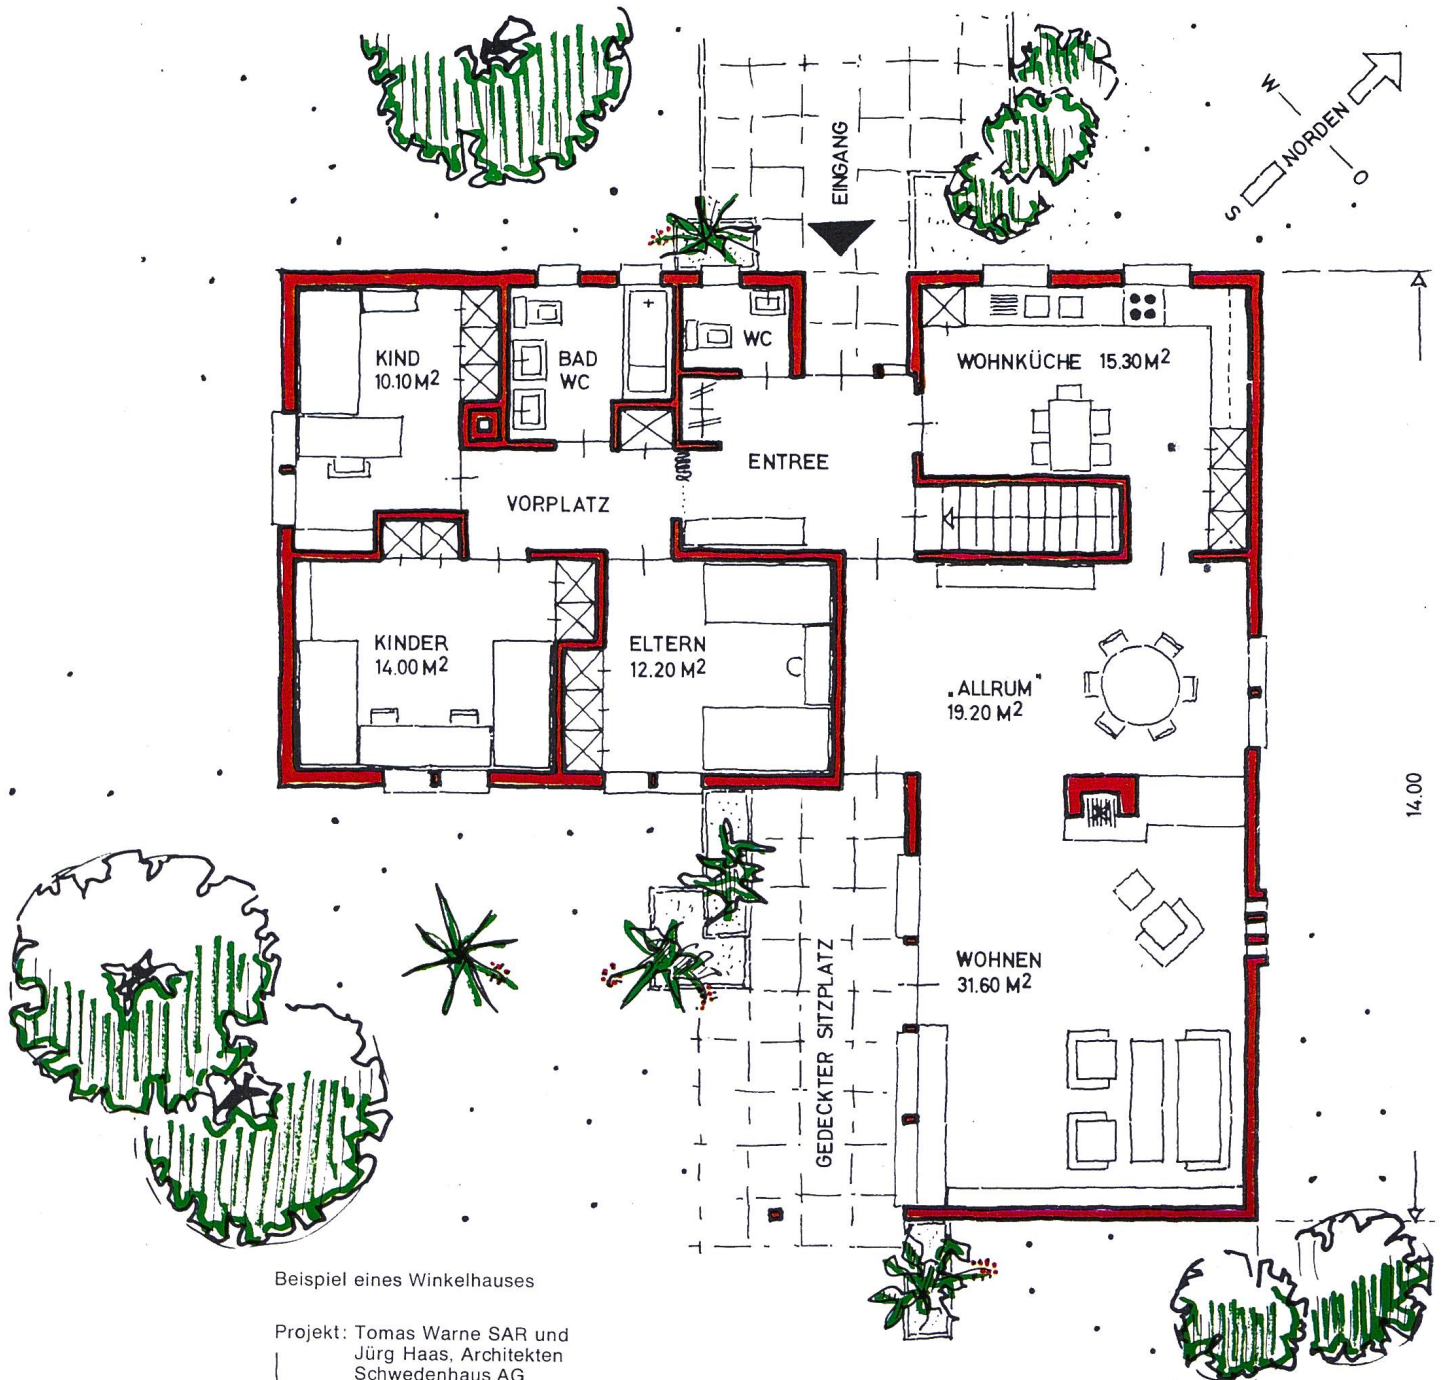 W
NORDEN
O
S
EINGANG
KIND
10.10 M2
BAD
WC
WC
WOHNKÜCHE 15.30 M2
ENTREE
VORPLATZ
KINDER
14.00 M2
ELTERN
12.20 M2
„ALLRUM"
19.20 M2
14.00
WOHNEN
31.60 M2
GEDECKTER SITZPLATZ
Beispiel eines Winkelhauses
Projekt: Tomas Warne SAR und
Jürg Haas, Architekten
Schwedenhaus AG